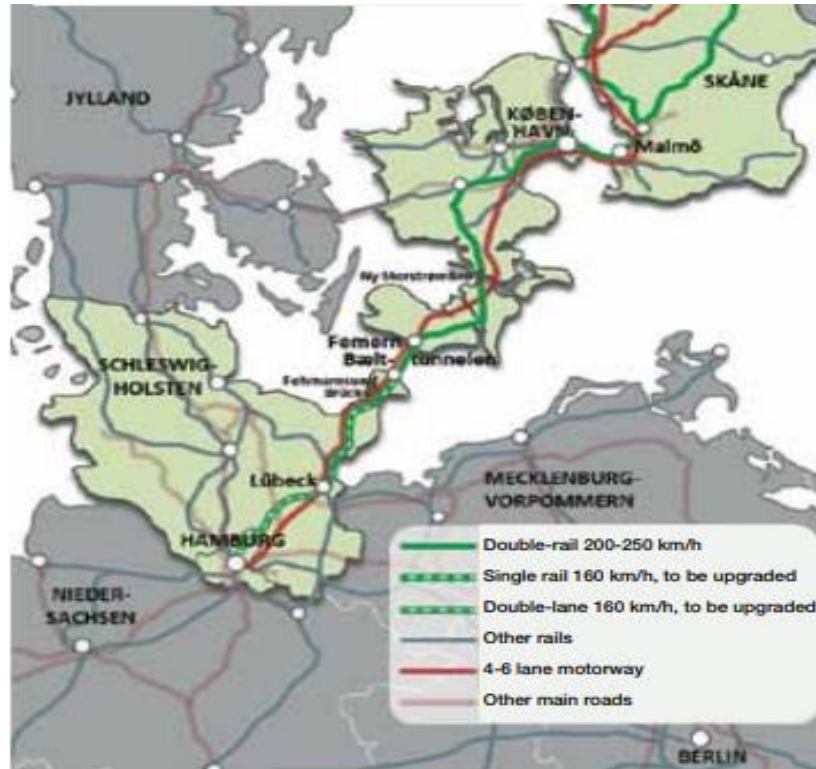 JYLLAND
SKÅNE
KØBEN-
HAVN
Malmö
Femern
Bælt-
tunnelen
SCHLESWIG-
HOLSTEN
Lübeck
MECKLENBURG-
VORPOMMERN
HAMBURG
NIEDER-
SACHSEN
Double-rail 200-250 km/h
Single rail 160 km/h, to be upgraded
Double-lane 160 km/h, to be upgraded
Other rails
4-6 lane motorway
Other main roads
BERLIN